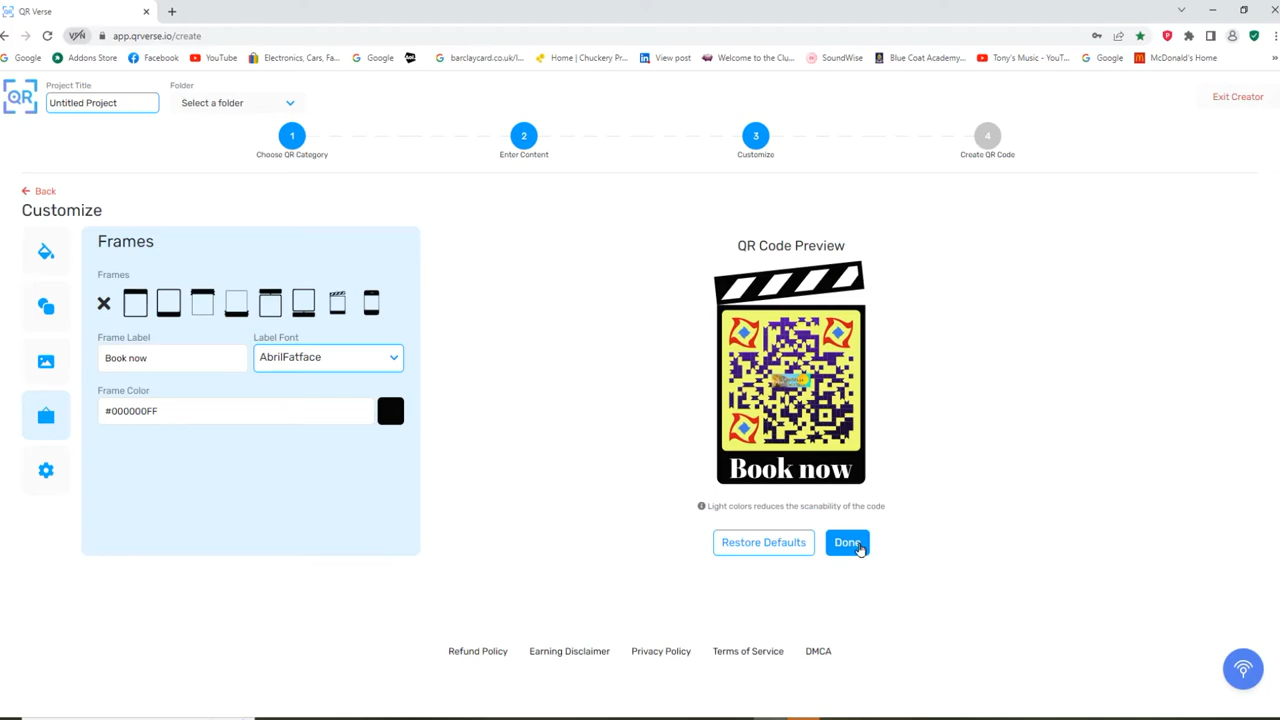 QR Verse
app.qrverse.io/create
Google
Addons Store
Facebook
YouTube
Electronics, Cars, Fa...
Google
Aol.
barclaycard.co.uk/l...
Home | Chuckery Pr...
View post
Welcome to the Clu...
SoundWise
Blue Coat Academy...
Tony's Music - YouT...
Google
McDonald's Home
VPN
QR
Project Title
Untitled Project
Folder
Select a folder
Exit Creator
1
2
3
4
Choose QR Category
Enter Content
Customize
Create QR Code
Back
Customize
Frames
Frames
Frame Label
Label Font
Book now
AbrilFatface
Frame Color
#000000FF
QR Code Preview
Book now
Light colors reduces the scanability of the code
Restore Defaults
Done
Refund Policy
Earning Disclaimer
Privacy Policy
Terms of Service
DMCA